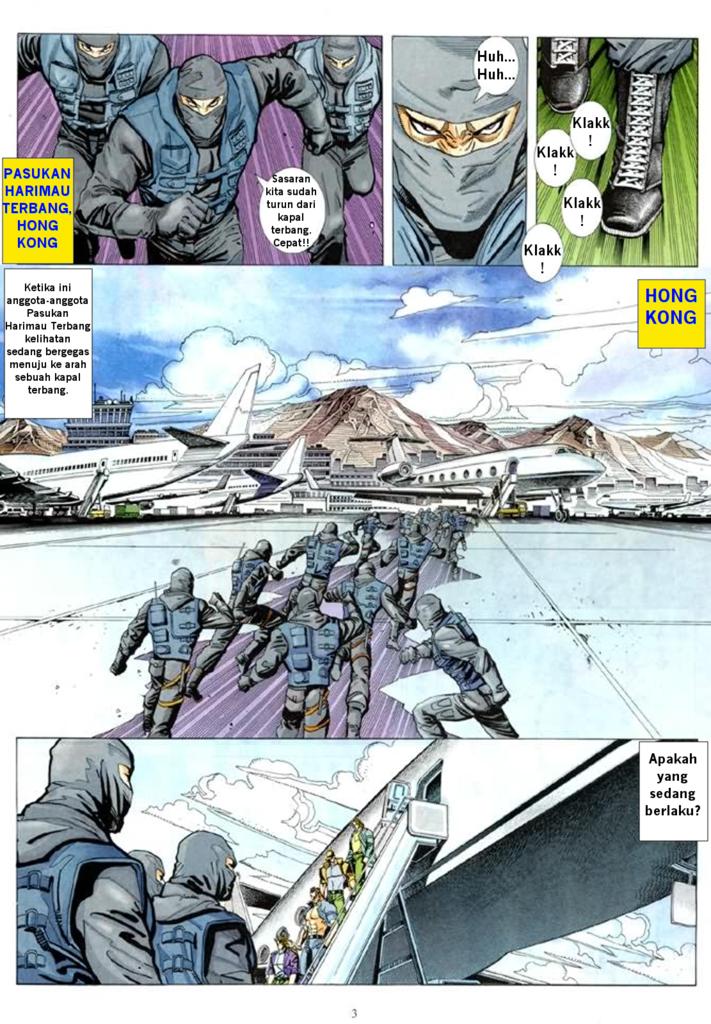 PASUKAN
HARIMAU
TERBANG,
HONG
KONG
Sasaran
kita sudah
turun dari
kapal
terbang.
Cepat!!
Huh...
Huh...
Klakk
!
Klakk
!
Klakk
!
Klakk
!
Ketika ini
anggota-anggota
Pasukan
Harimau Terbang
kelihatan
sedang bergegas
menuju ke arah
sebuah kapal
terbang.
HONG
KONG
Apakah
yang
sedang
berlaku?
3